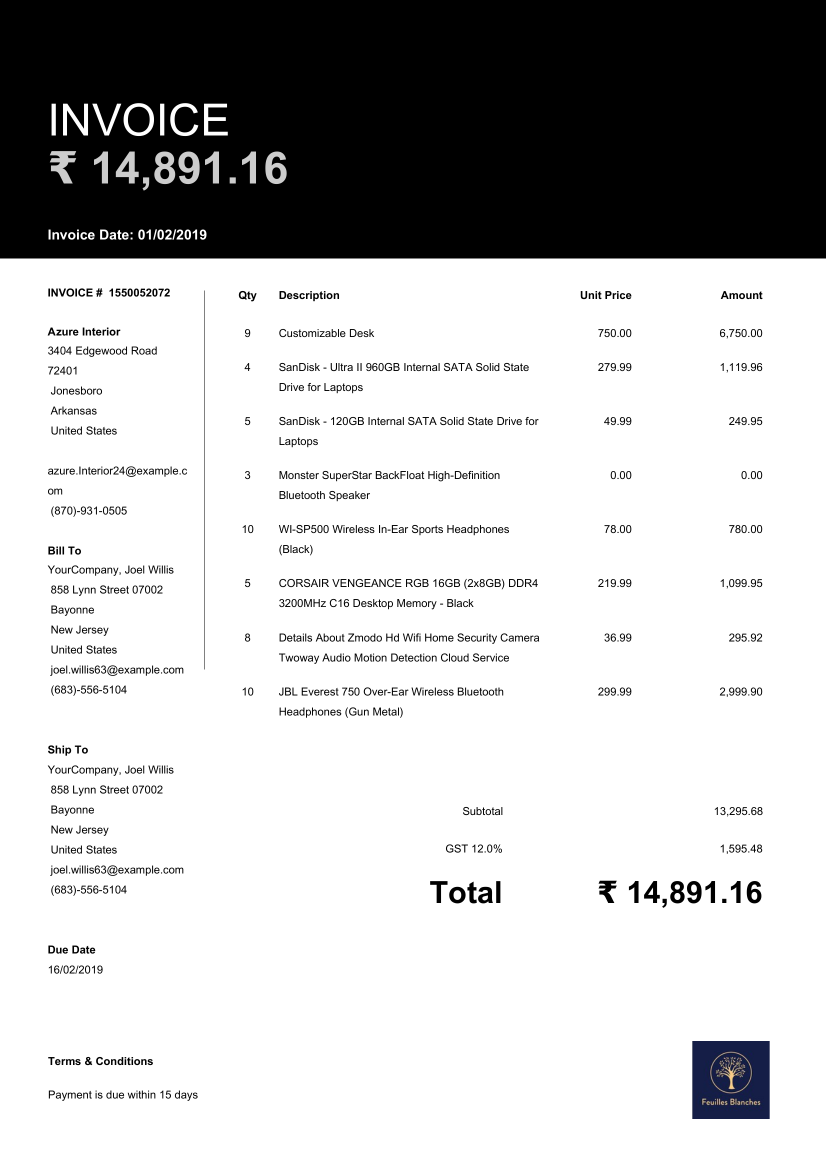 INVOICE
₹ 14,891.16
Invoice Date: 01/02/2019
INVOICE # 1550052072
Azure Interior
3404 Edgewood Road
72401
Jonesboro
Arkansas
United States
azure.Interior24@example.c
om
(870)-931-0505
Bill To
YourCompany, Joel Willis
858 Lynn Street 07002
Bayonne
New Jersey
United States
joel.willis63@example.com
(683)-556-5104
Ship To
YourCompany, Joel Willis
858 Lynn Street 07002
Bayonne
New Jersey
United States
joel.willis63@example.com
(683)-556-5104
Due Date
16/02/2019
Qty Description Unit Price Amount
9 Customizable Desk 750.00 6,750.00
4 SanDisk - Ultra II 960GB Internal SATA Solid State 279.99 1,119.96
Drive for Laptops
5 SanDisk - 120GB Internal SATA Solid State Drive for 49.99 249.95
Laptops
3 Monster SuperStar BackFloat High-Definition 0.00 0.00
Bluetooth Speaker
10 WI-SP500 Wireless In-Ear Sports Headphones 78.00 780.00
(Black)
5 CORSAIR VENGEANCE RGB 16GB (2x8GB) DDR4 219.99 1,099.95
3200MHz C16 Desktop Memory - Black
8 Details About Zmodo Hd Wifi Home Security Camera 36.99 295.92
Twoway Audio Motion Detection Cloud Service
10 JBL Everest 750 Over-Ear Wireless Bluetooth 299.99 2,999.90
Headphones (Gun Metal)
Subtotal 13,295.68
GST 12.0% 1,595.48
Total ₹ 14,891.16
Terms & Conditions
Payment is due within 15 days
Feuilles Blanches